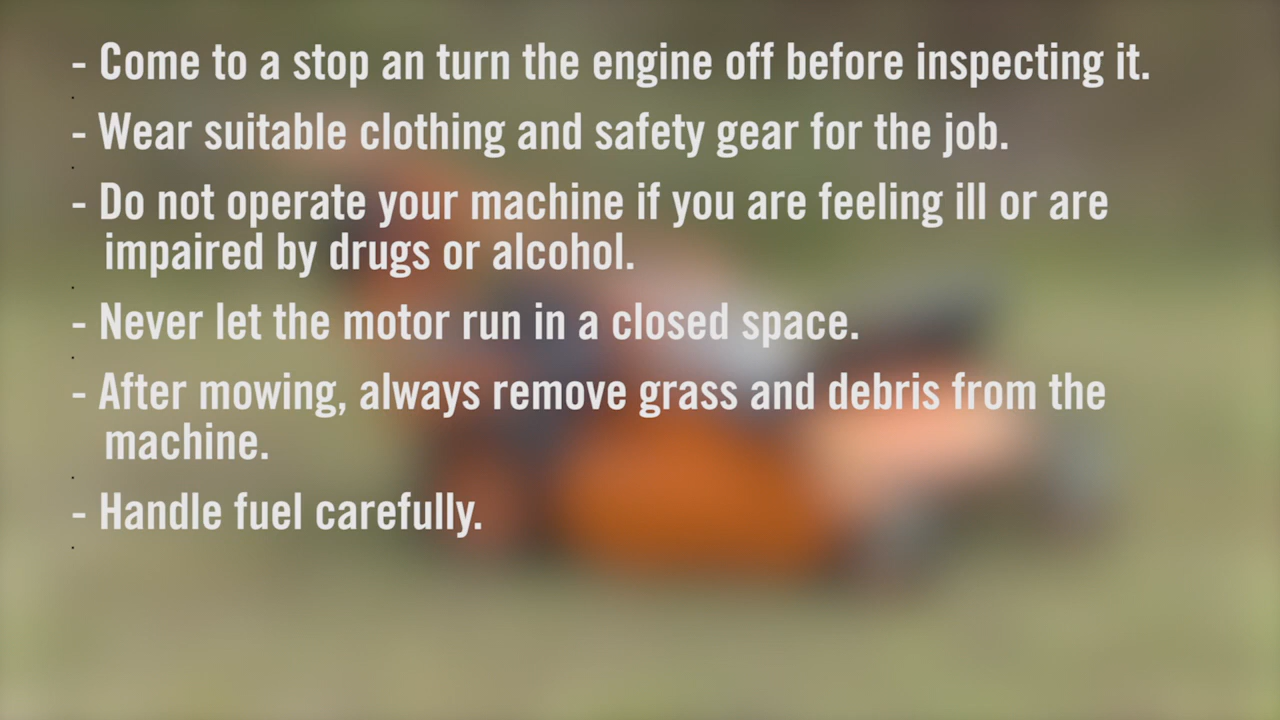 - Come to a stop an turn the engine off before inspecting it.
- Wear suitable clothing and safety gear for the job.
- Do not operate your machine if you are feeling ill or are
impaired by drugs or alcohol.
- Never let the motor run in a closed space.
- After mowing, always remove grass and debris from the
machine.
- Handle fuel carefully.